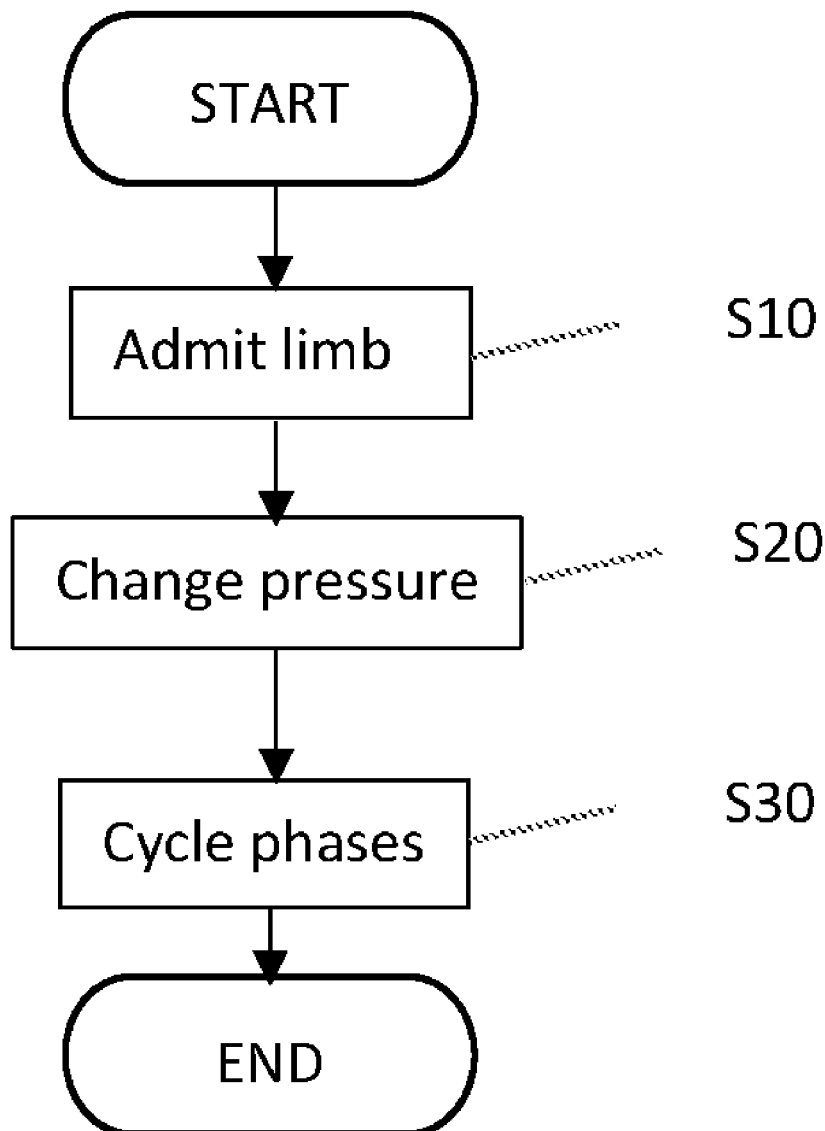 START
Admit limb
S10
Change pressure
S20
Cycle phases
S30
END